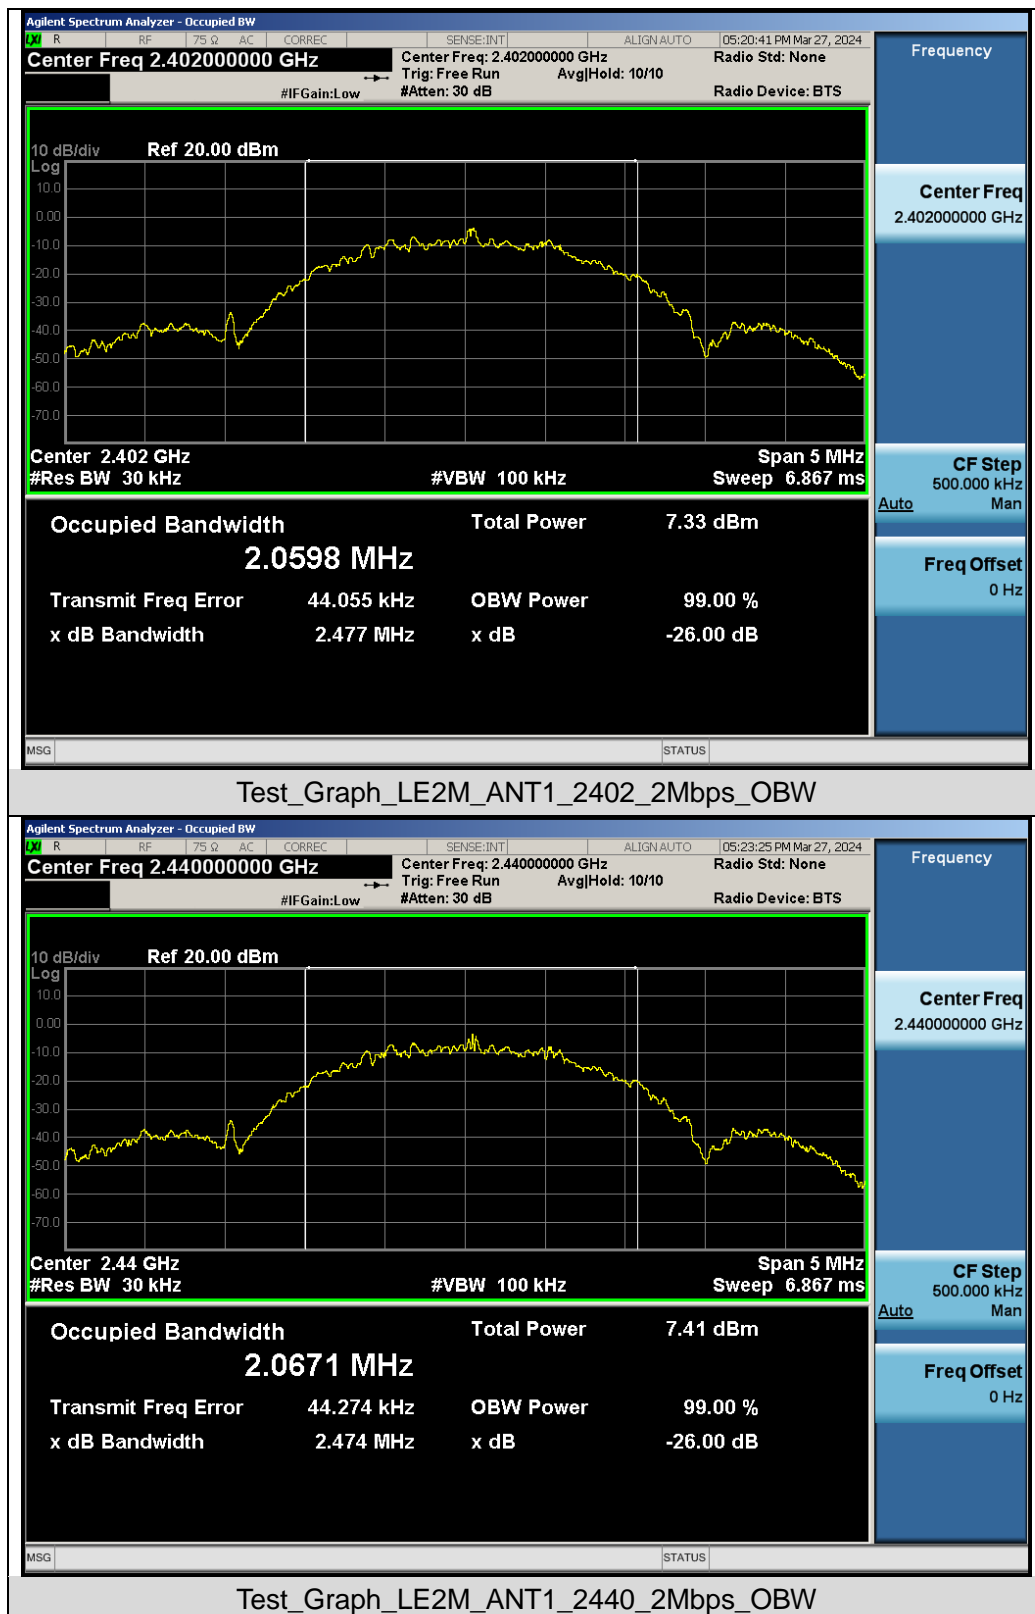 Agilent Spectrum Analyzer - Occupied BW
LXI R RF 75 Ω AC CORREC SENSE:INT ALIGN AUTO 05:20:41 PM Mar 27, 2024
Center Freq 2.402000000 GHz Center Freq: 2.402000000 GHz Radio Std: None
Trig: Free Run Avg|Hold: 10/10
#IFGain:Low #Atten: 30 dB Radio Device: BTS
Frequency
10 dB/div Ref 20.00 dBm
Log
10.0
0.00
-10.0
-20.0
-30.0
-40.0
-50.0
-60.0
-70.0
Center 2.402 GHz Span 5 MHz
#Res BW 30 kHz #VBW 100 kHz Sweep 6.867 ms
Occupied Bandwidth Total Power 7.33 dBm
2.0598 MHz
Transmit Freq Error 44.055 kHz OBW Power 99.00 %
x dB Bandwidth 2.477 MHz x dB -26.00 dB
Center Freq
2.402000000 GHz
CF Step
500.000 kHz
Auto Man
Freq Offset
0 Hz
MSG STATUS
Test_Graph_LE2M_ANT1_2402_2Mbps_OBW
Agilent Spectrum Analyzer - Occupied BW
LXI R RF 75 Ω AC CORREC SENSE:INT ALIGN AUTO 05:23:25 PM Mar 27, 2024
Center Freq 2.440000000 GHz Center Freq: 2.440000000 GHz Radio Std: None
Trig: Free Run Avg|Hold: 10/10
#IFGain:Low #Atten: 30 dB Radio Device: BTS
Frequency
10 dB/div Ref 20.00 dBm
Log
10.0
0.00
-10.0
-20.0
-30.0
-40.0
-50.0
-60.0
-70.0
Center 2.44 GHz Span 5 MHz
#Res BW 30 kHz #VBW 100 kHz Sweep 6.867 ms
Occupied Bandwidth Total Power 7.41 dBm
2.0671 MHz
Transmit Freq Error 44.274 kHz OBW Power 99.00 %
x dB Bandwidth 2.474 MHz x dB -26.00 dB
Center Freq
2.440000000 GHz
CF Step
500.000 kHz
Auto Man
Freq Offset
0 Hz
MSG STATUS
Test_Graph_LE2M_ANT1_2440_2Mbps_OBW